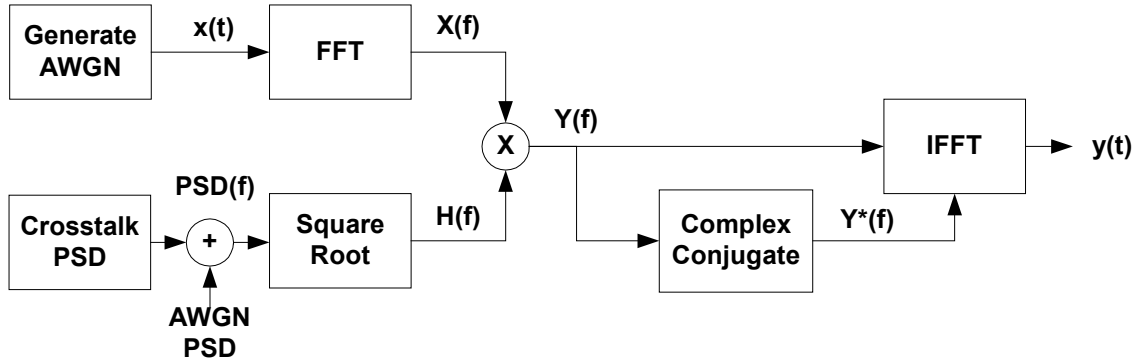 Generate
AWGN
x(t)
FFT
X(f)
X
Y(f)
IFFT
y(t)
Crosstalk
PSD
PSD(f)
+
AWGN
PSD
Square
Root
H(f)
Complex
Conjugate
Y*(f)